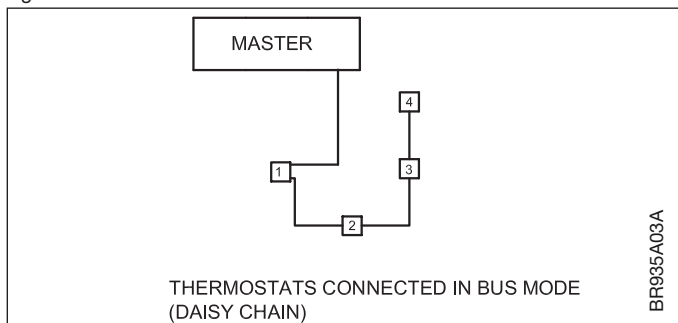 MASTER
4
1
3
2
THERMOSTATS CONNECTED IN BUS MODE
(DAISY CHAIN)
BR935A03A